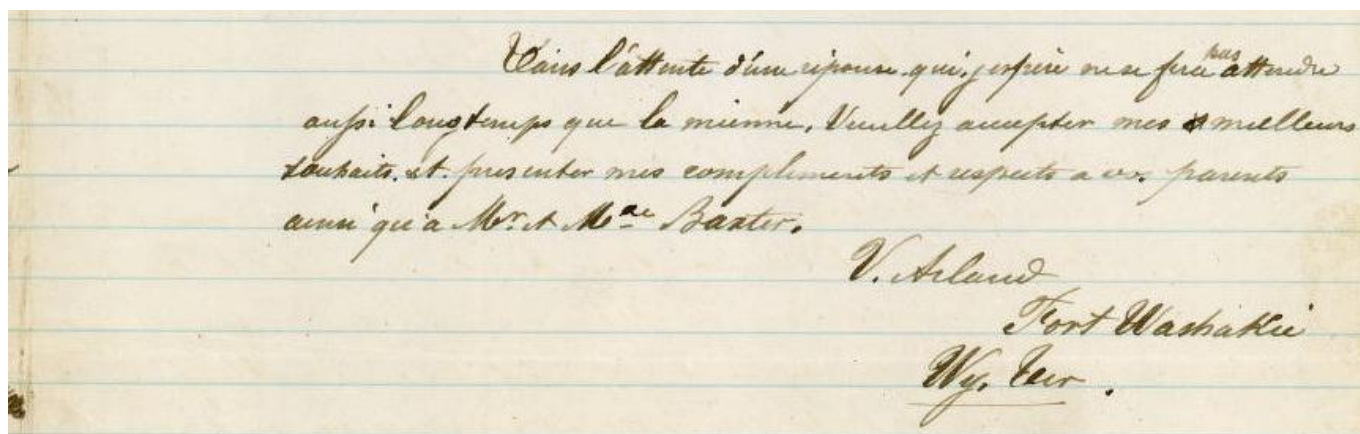 Dans l'attente d'une réponse qui, j'espère ne se fera pas attendre
aussi longtemps que la mienne, Veuillez accepter mes meilleurs
souhaits. et presenter mes compliments et respects a vos parents
ainsi qu'a Mr. et Mme Baxter.
V. Arland
Fort Washakie
Wy. Ter.